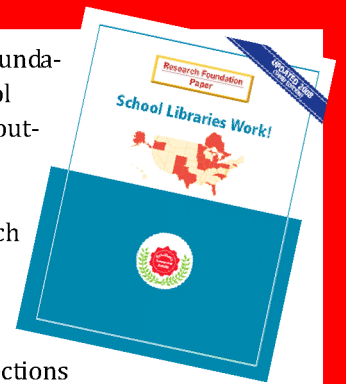 unda-
ol
out-
ch
ctions
Research Foundation
Paper
School Libraries Work!
UPDATED 2008